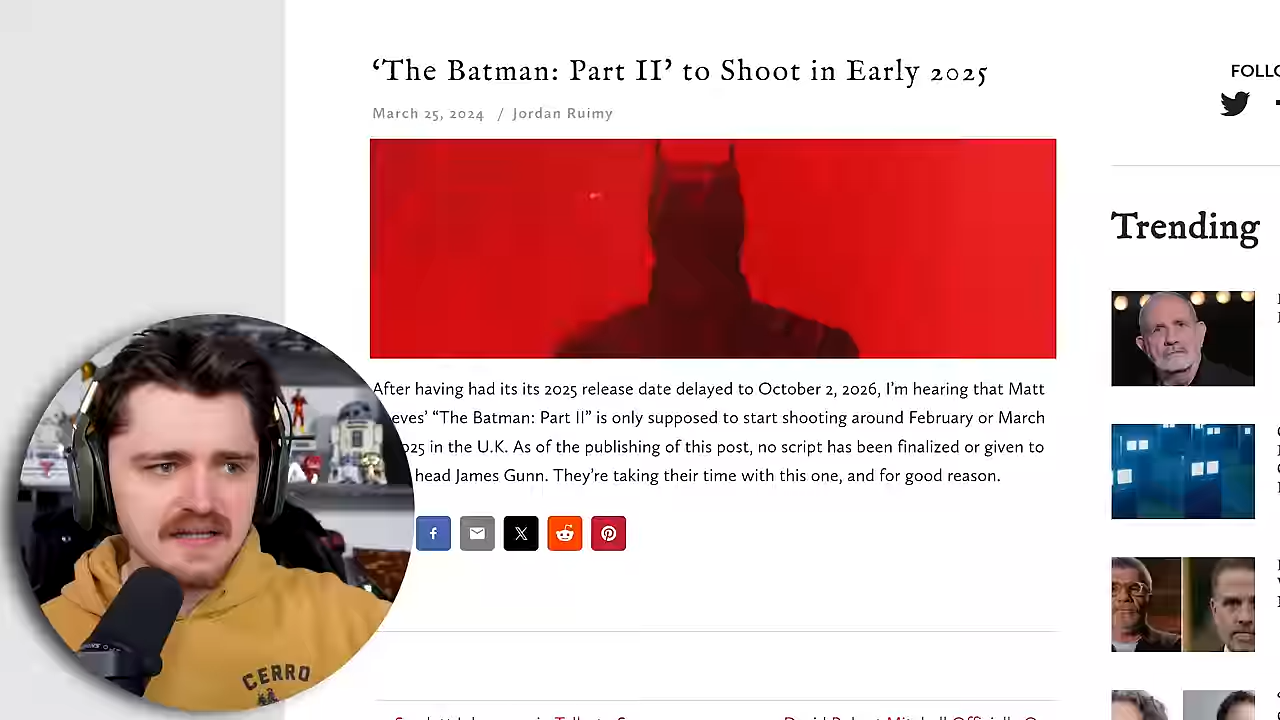 ‘The Batman: Part II’ to Shoot in Early 2025
March 25, 2024 / Jordan Ruimy
After having had its its 2025 release date delayed to October 2, 2026, I’m hearing that Matt
“The Batman: Part II” is only supposed to start shooting around February or March
in the U.K. As of the publishing of this post, no script has been finalized or given to
head James Gunn. They’re taking their time with this one, and for good reason.
Trending
CERRO